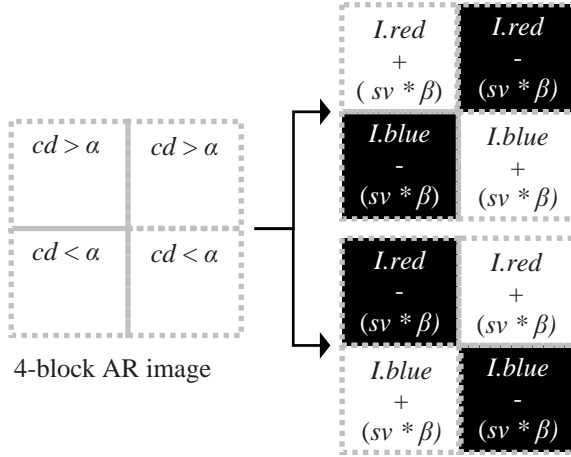 I.red I.red
+ -
( sv * β) (sv * β)
I.blue I.blue
- +
(sv * β) (sv * β)
cd > α cd > α
cd < α cd < α
4-block AR image
I.red I.red
- +
(sv * β) (sv * β)
I.blue I.blue
+ -
(sv * β) (sv * β)